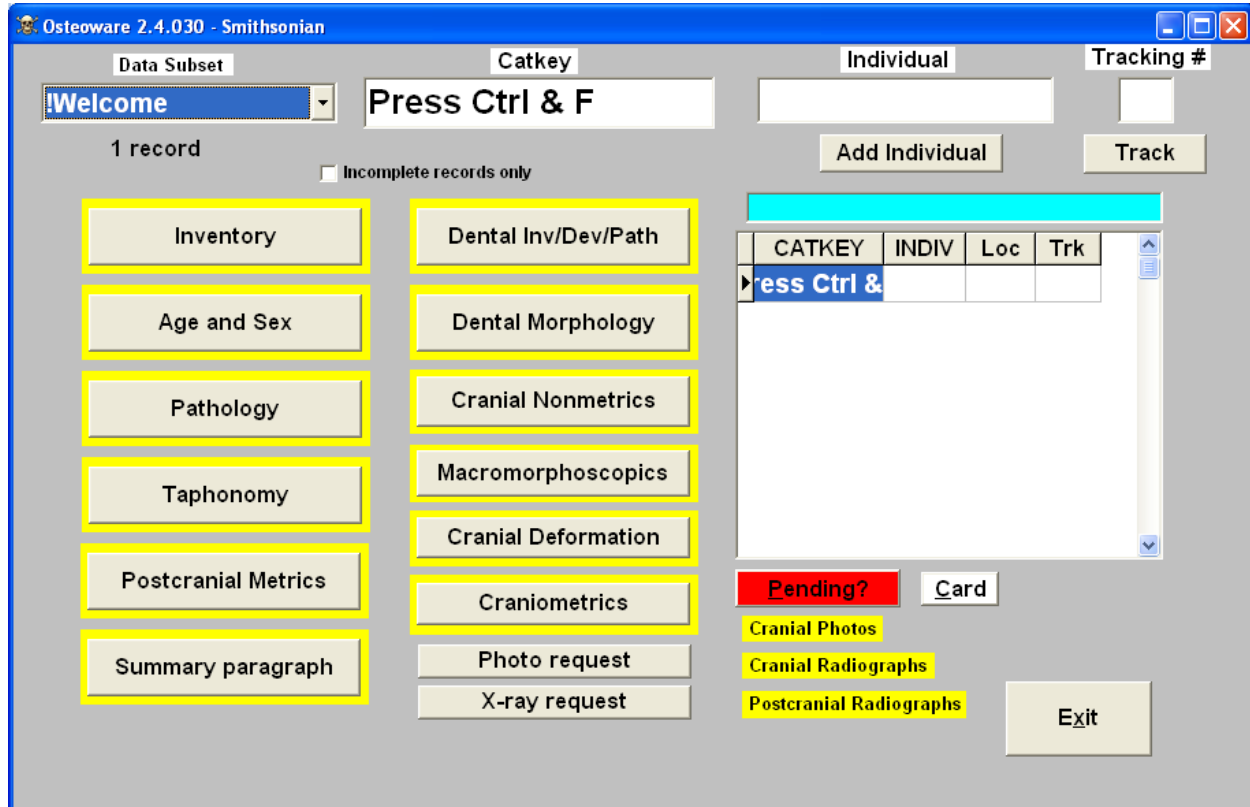 Osteoware 2.4.030 - Smithsonian
Data Subset
Catkey
Individual
Tracking #
!Welcome
Press Ctrl & F
1 record
Add Individual
Track
Incomplete records only
Inventory
Age and Sex
Pathology
Taphonomy
Postcranial Metrics
Summary paragraph
Dental Inv/Dev/Path
Dental Morphology
Cranial Nonmetrics
Macromorphoscopics
Cranial Deformation
Craniometrics
Photo request
X-ray request
CATKEY INDIV Loc Trk
ress Ctrl &
Pending?
Card
Cranial Photos
Cranial Radiographs
Postcranial Radiographs
Exit